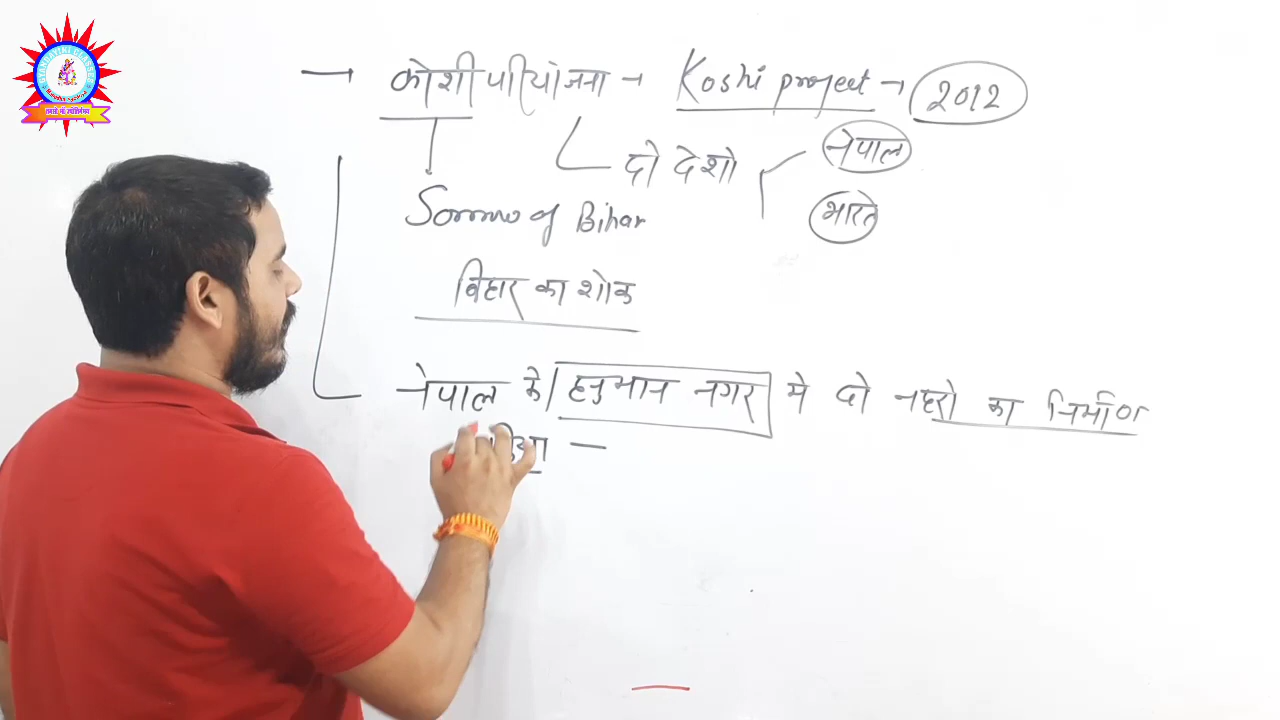 → कोशी परियोजना → Koshi project → 2012
दो देशो
नेपाल
भारत
Sorrow of Bihar
बिहार का शोक
नेपाल के हनुमान नगर मे दो नहरो का निर्माण